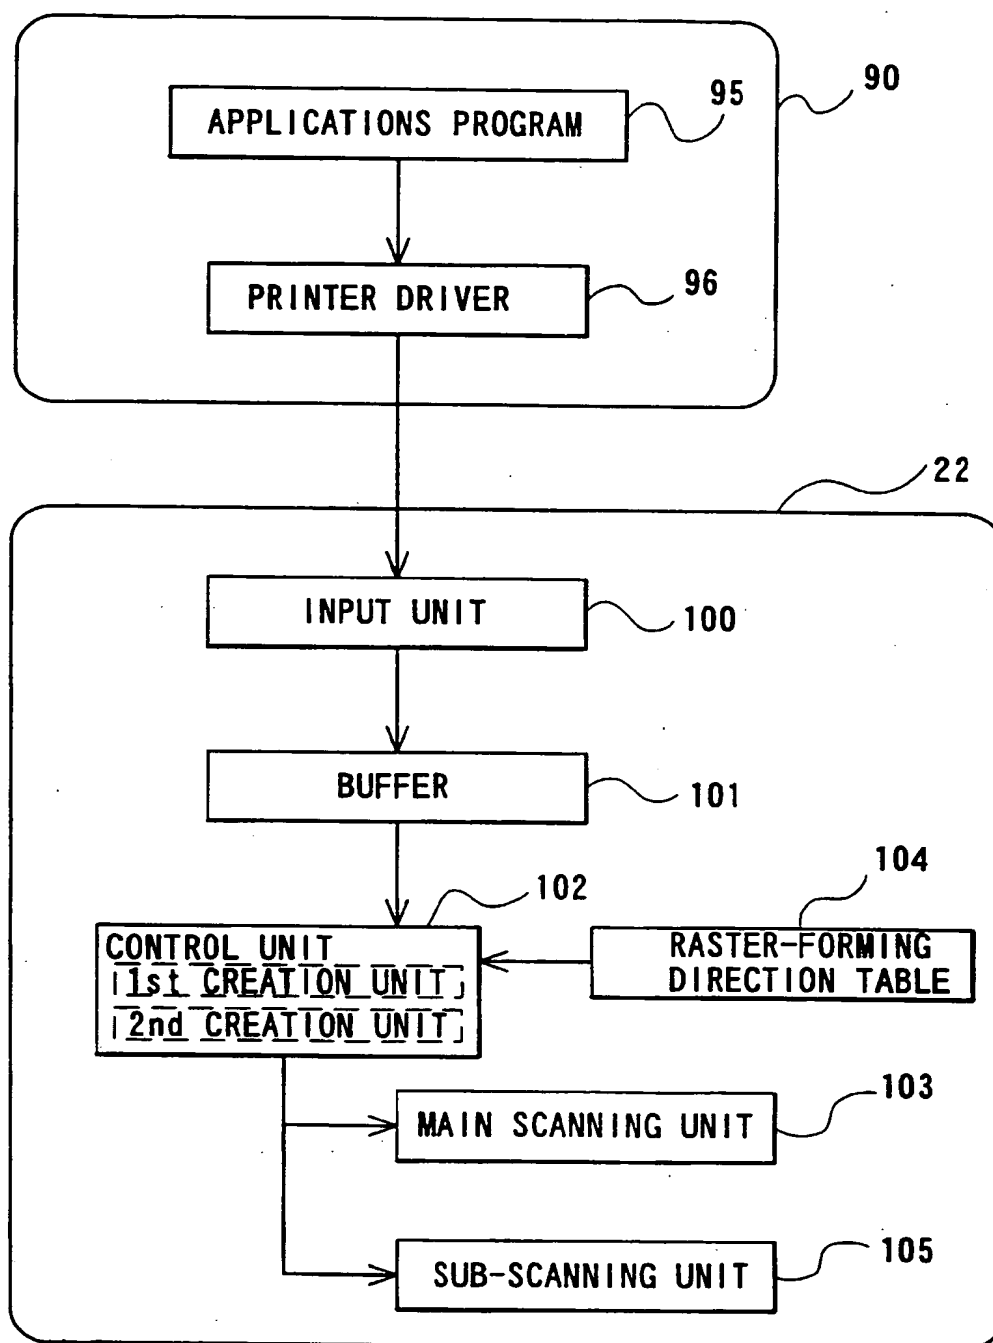 90
95
APPLICATIONS PROGRAM
96
PRINTER DRIVER
22
INPUT UNIT
100
BUFFER
101
102
104
CONTROL UNIT
1st CREATION UNIT
2nd CREATION UNIT
RASTER-FORMING
DIRECTION TABLE
103
MAIN SCANNING UNIT
105
SUB-SCANNING UNIT